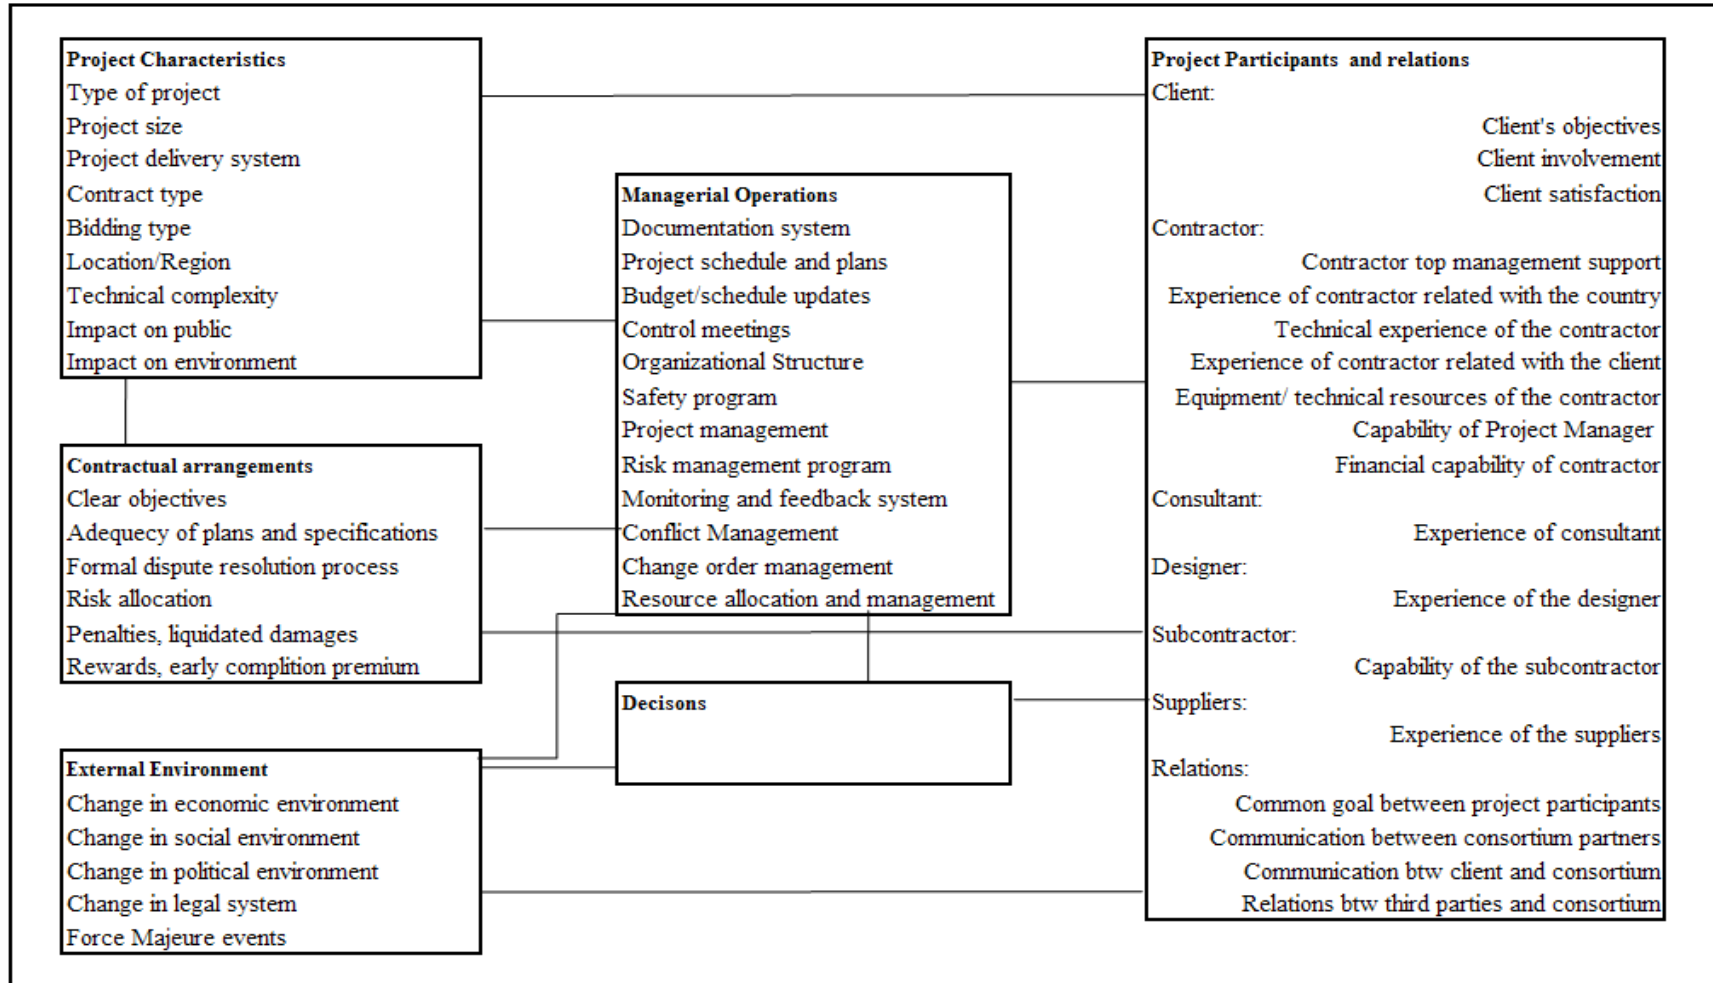 Project Characteristics
Type of project
Project size
Project delivery system
Contract type
Bidding type
Location/Region
Technical complexity
Impact on public
Impact on environment
Contractual arrangements
Clear objectives
Adequecy of plans and specifications
Formal dispute resolution process
Risk allocation
Penalties, liquidated damages
Rewards, early complition premium
External Environment
Change in economic environment
Change in social environment
Change in political environment
Change in legal system
Force Majeure events
Managerial Operations
Documentation system
Project schedule and plans
Budget/schedule updates
Control meetings
Organizational Structure
Safety program
Project management
Risk management program
Monitoring and feedback system
Conflict Management
Change order management
Resource allocation and management
Decisons
Project Participants and relations
Client:
Client's objectives
Client involvement
Client satisfaction
Contractor:
Contractor top management support
Experience of contractor related with the country
Technical experience of the contractor
Experience of contractor related with the client
Equipment/ technical resources of the contractor
Capability of Project Manager
Financial capability of contractor
Consultant:
Experience of consultant
Designer:
Experience of the designer
Subcontractor:
Capability of the subcontractor
Suppliers:
Experience of the suppliers
Relations:
Common goal between project participants
Communication between consortium partners
Communication btw client and consortium
Relations btw third parties and consortium